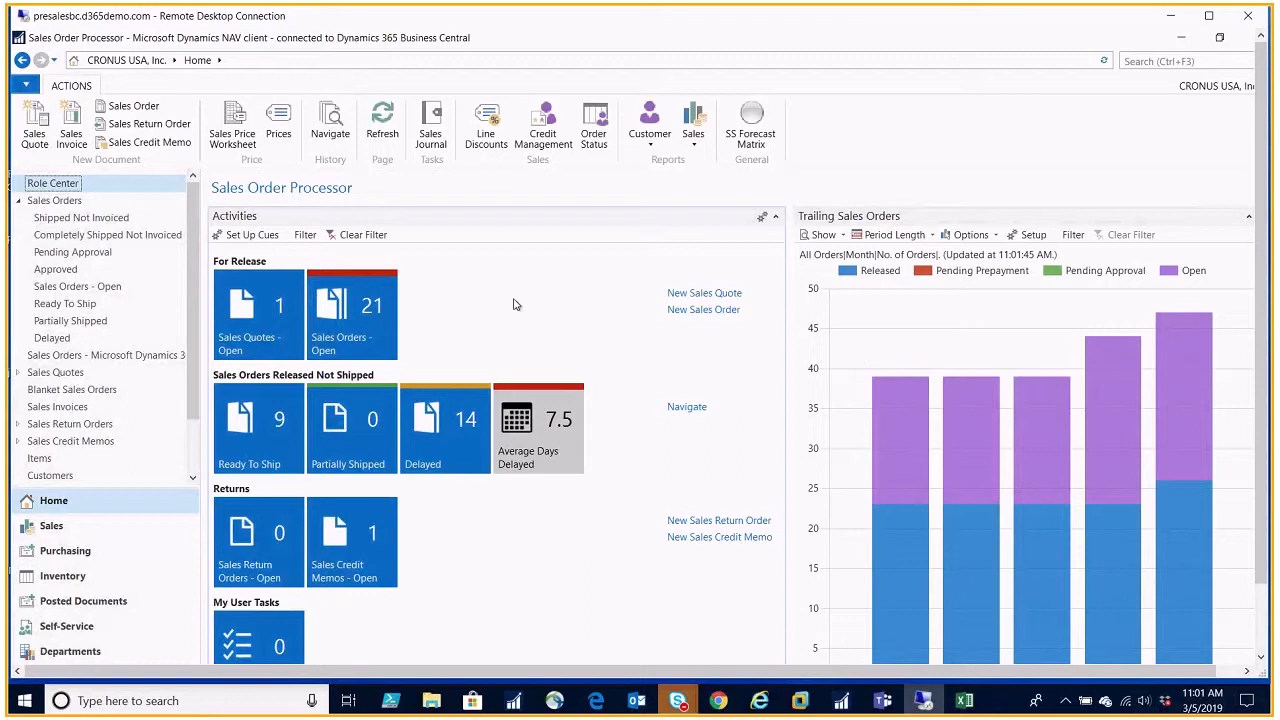 presalesbc.d365demo.com - Remote Desktop Connection
Sales Order Processor - Microsoft Dynamics NAV client - connected to Dynamics 365 Business Central
CRONUS USA, Inc. Home
Search (Ctrl+F3)
ACTIONS
CRONUS USA, Inc
Sales Quote
Sales Invoice
Sales Order
Sales Return Order
Sales Credit Memo
New Document
Sales Price Worksheet
Prices
Price
Navigate
History
Refresh
Page
Sales Journal
Tasks
Line Discounts
Credit Management
Order Status
Sales
Customer
Sales
Reports
SS Forecast Matrix
General
Role Center
Sales Orders
Shipped Not Invoiced
Completely Shipped Not Invoiced
Pending Approval
Approved
Sales Orders - Open
Ready To Ship
Partially Shipped
Delayed
Sales Orders - Microsoft Dynamics 3
Sales Quotes
Blanket Sales Orders
Sales Invoices
Sales Return Orders
Sales Credit Memos
Items
Customers
Home
Sales
Purchasing
Inventory
Posted Documents
Self-Service
Departments
Sales Order Processor
Activities
Set Up Cues Filter Clear Filter
For Release
1
Sales Quotes - Open
21
Sales Orders - Open
New Sales Quote
New Sales Order
Sales Orders Released Not Shipped
9
Ready To Ship
0
Partially Shipped
14
Delayed
7.5
Average Days Delayed
Navigate
Returns
0
Sales Return Orders - Open
1
Sales Credit Memos - Open
New Sales Return Order
New Sales Credit Memo
My User Tasks
0
Trailing Sales Orders
Show Period Length Options Setup Filter Clear Filter
All Orders|Month|No. of Orders|. (Updated at 11:01:45 AM.)
Released Pending Prepayment Pending Approval Open
50
45
40
35
30
25
20
15
10
5
Type here to search
11:01 AM
3/5/2019